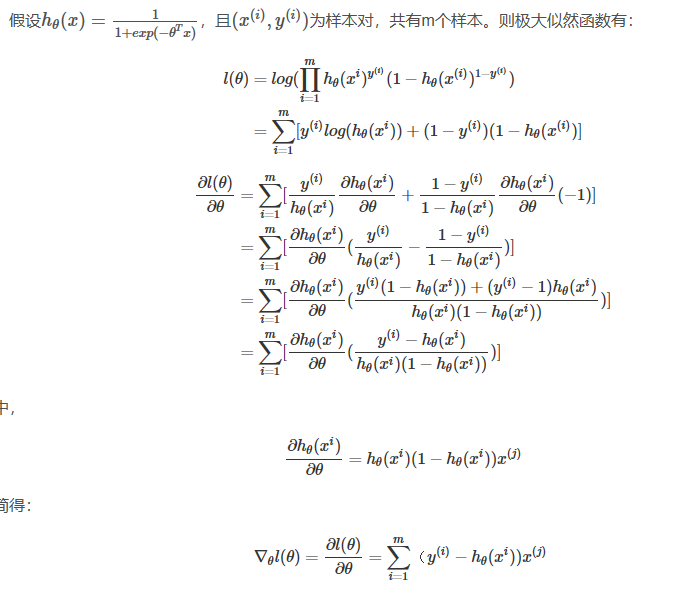 假设$h_\theta(x) = \frac{1}{1+exp(-\theta^T x)}$，且$(x^{(i)}, y^{(i)})$为样本对，共有m个样本。则极大似然函数有：
$l(\theta) = log(\prod_{i=1}^{m} h_\theta(x^i)^{y^{(i)}} (1 - h_\theta(x^{(i)})^{1-y^{(i)}})$
$= \sum_{i=1}^{m} [y^{(i)} log(h_\theta(x^i)) + (1 - y^{(i)})(1 - h_\theta(x^{(i)})]$
$\frac{\partial l(\theta)}{\partial \theta} = \sum_{i=1}^{m} [\frac{y^{(i)}}{h_\theta(x^i)} \frac{\partial h_\theta(x^i)}{\partial \theta} + \frac{1 - y^{(i)}}{1 - h_\theta(x^i)} \frac{\partial h_\theta(x^i)}{\partial \theta} (-1)]$
$= \sum_{i=1}^{m} [\frac{\partial h_\theta(x^i)}{\partial \theta} (\frac{y^{(i)}}{h_\theta(x^i)} - \frac{1 - y^{(i)}}{1 - h_\theta(x^i)})]$
$= \sum_{i=1}^{m} [\frac{\partial h_\theta(x^i)}{\partial \theta} (\frac{y^{(i)}(1 - h_\theta(x^i)) + (y^{(i)} - 1)h_\theta(x^i)}{h_\theta(x^i)(1 - h_\theta(x^i))})]$
$= \sum_{i=1}^{m} [\frac{\partial h_\theta(x^i)}{\partial \theta} (\frac{y^{(i)} - h_\theta(x^i)}{h_\theta(x^i)(1 - h_\theta(x^i))})]$
中，
$\frac{\partial h_\theta(x^i)}{\partial \theta} = h_\theta(x^i)(1 - h_\theta(x^i))x^{(j)}$
简得：
$\nabla_\theta l(\theta) = \frac{\partial l(\theta)}{\partial \theta} = \sum_{i=1}^{m}（y^{(i)} - h_\theta(x^i))x^{(j)}$